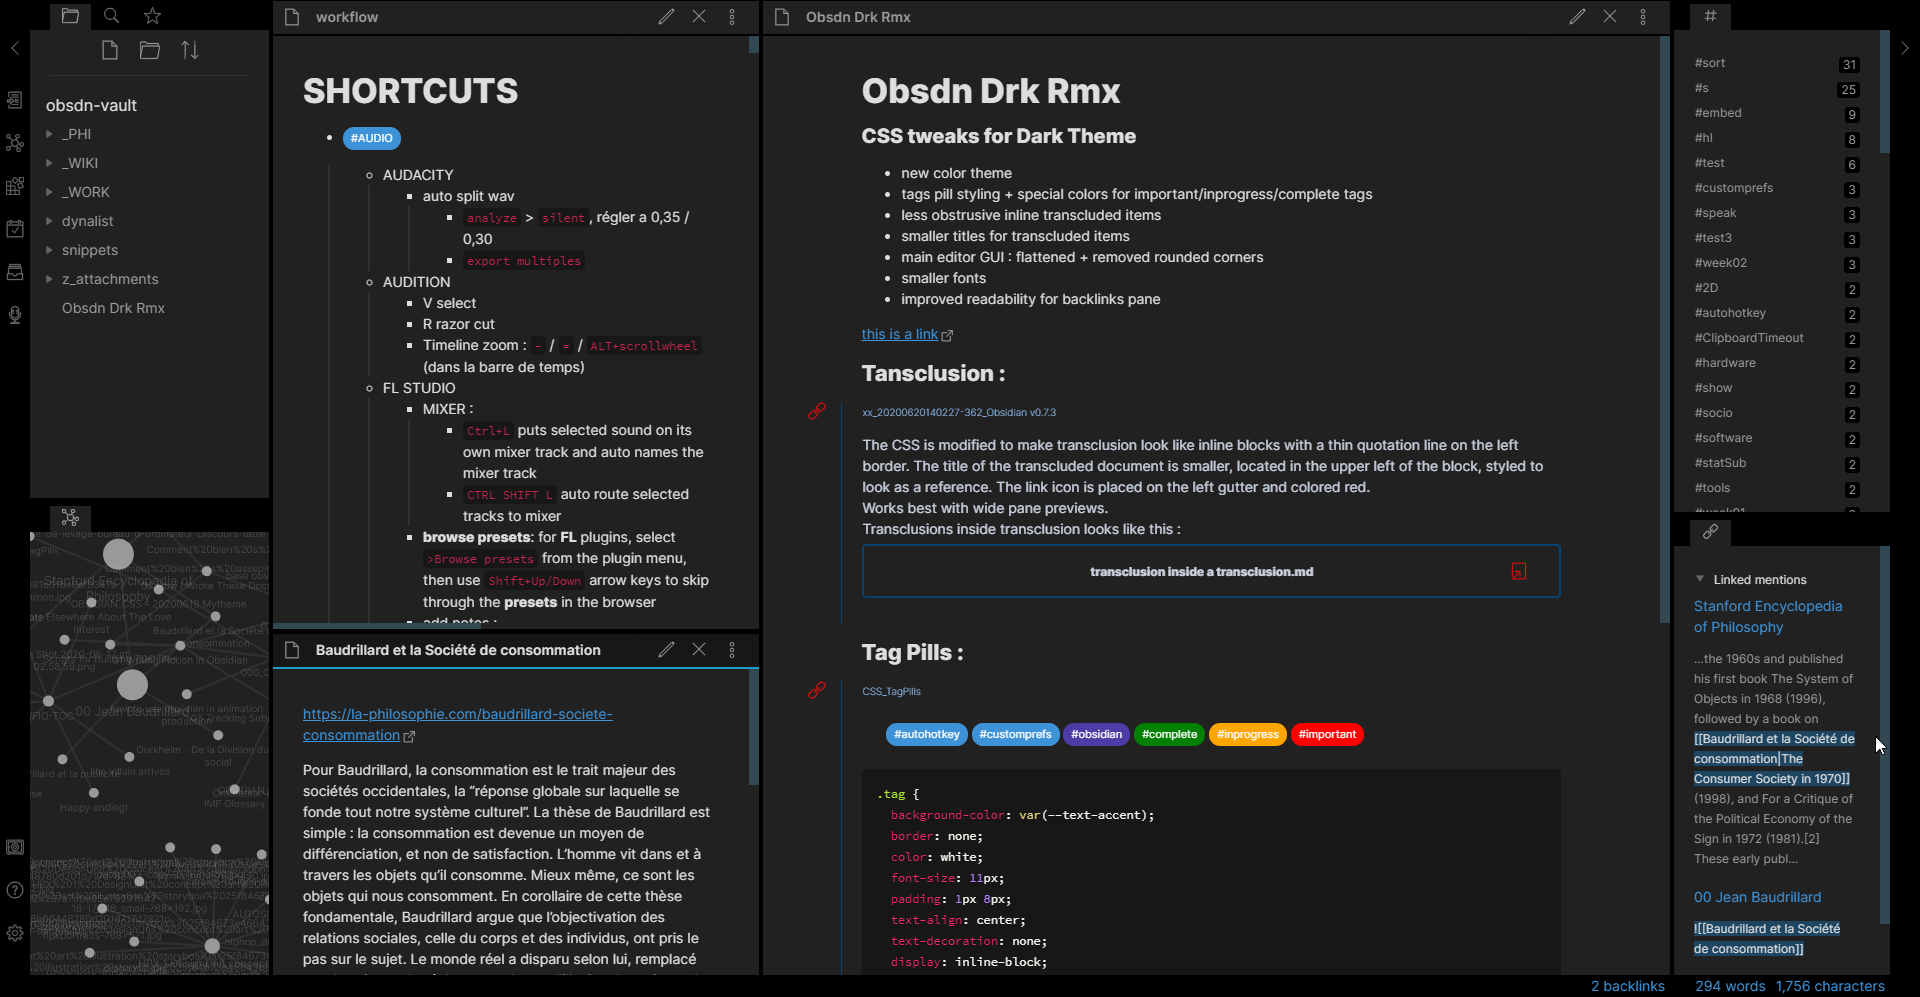 obsdn-vault
_PHI
_WIKI
_WORK
dynalist
snippets
z_attachments
Obsdn Drk Rmx
workflow
SHORTCUTS
#AUDIO
AUDACITY
auto split wav
analyze > silent , régler a 0,35 /
0,30
export multiples
AUDITION
V select
R razor cut
Timeline zoom : - / = / ALT+scrollwheel
(dans la barre de temps)
FL STUDIO
MIXER :
Ctrl+L puts selected sound on its
own mixer track and auto names the
mixer track
CTRL SHIFT L auto route selected
tracks to mixer
browse presets: for FL plugins, select
>Browse presets from the plugin menu,
then use Shift+Up/Down arrow keys to skip
through the presets in the browser
add notes :
Baudrillard et la Société de consommation
https://la-philosophie.com/baudrillard-societe-
consommation
Pour Baudrillard, la consommation est le trait majeur des
sociétés occidentales, la “réponse globale sur laquelle se
fonde tout notre système culturel”. La thèse de Baudrillard est
simple : la consommation est devenue un moyen de
différenciation, et non de satisfaction. L’homme vit dans et à
travers les objets qu’il consomme. Mieux même, ce sont les
objets qui nous consomment. En corollaire de cette thèse
fondamentale, Baudrillard argue que l’objectivation des
relations sociales, celle du corps et des individus, ont pris le
pas sur le sujet. Le monde réel a disparu selon lui, remplacé
Obsdn Drk Rmx
Obsdn Drk Rmx
CSS tweaks for Dark Theme
new color theme
tags pill styling + special colors for important/inprogress/complete tags
less obstrusive inline transcluded items
smaller titles for transcluded items
main editor GUI : flattened + removed rounded corners
smaller fonts
improved readability for backlinks pane
this is a link
Tansclusion :
xx_20200620140227-362_Obsidian v0.7.3
The CSS is modified to make transclusion look like inline blocks with a thin quotation line on the left
border. The title of the transcluded document is smaller, located in the upper left of the block, styled to
look as a reference. The link icon is placed on the left gutter and colored red.
Works best with wide pane previews.
Transclusions inside transclusion looks like this :
transclusion inside a transclusion.md
Tag Pills :
CSS_TagPills
#autohotkey #customprefs #obsidian #complete #inprogress #important
.tag {
background-color: var(--text-accent);
border: none;
color: white;
font-size: 11px;
padding: 1px 8px;
text-align: center;
text-decoration: none;
display: inline-block;
#
#sort 31
#s 25
#embed 9
#hl 8
#test 6
#customprefs 3
#speak 3
#test3 3
#week02 3
#2D 2
#autohotkey 2
#ClipboardTimeout 2
#hardware 2
#show 2
#socio 2
#software 2
#statSub 2
#tools 2
Linked mentions
Stanford Encyclopedia
of Philosophy
...the 1960s and published
his first book The System of
Objects in 1968 (1996),
followed by a book on
[[Baudrillard et la Société de
consommation|The
Consumer Society in 1970]]
(1998), and For a Critique of
the Political Economy of the
Sign in 1972 (1981).[2]
These early publ...
00 Jean Baudrillard
![[Baudrillard et la Société
de consommation]]
Stanford Encyclopedia of
Philosophy
Interest
00 Jean Baudrillard
Durkheim - De la Division du
social
The villain arrives
Happy ending!
IMF Glossary
2 backlinks 294 words 1,756 characters